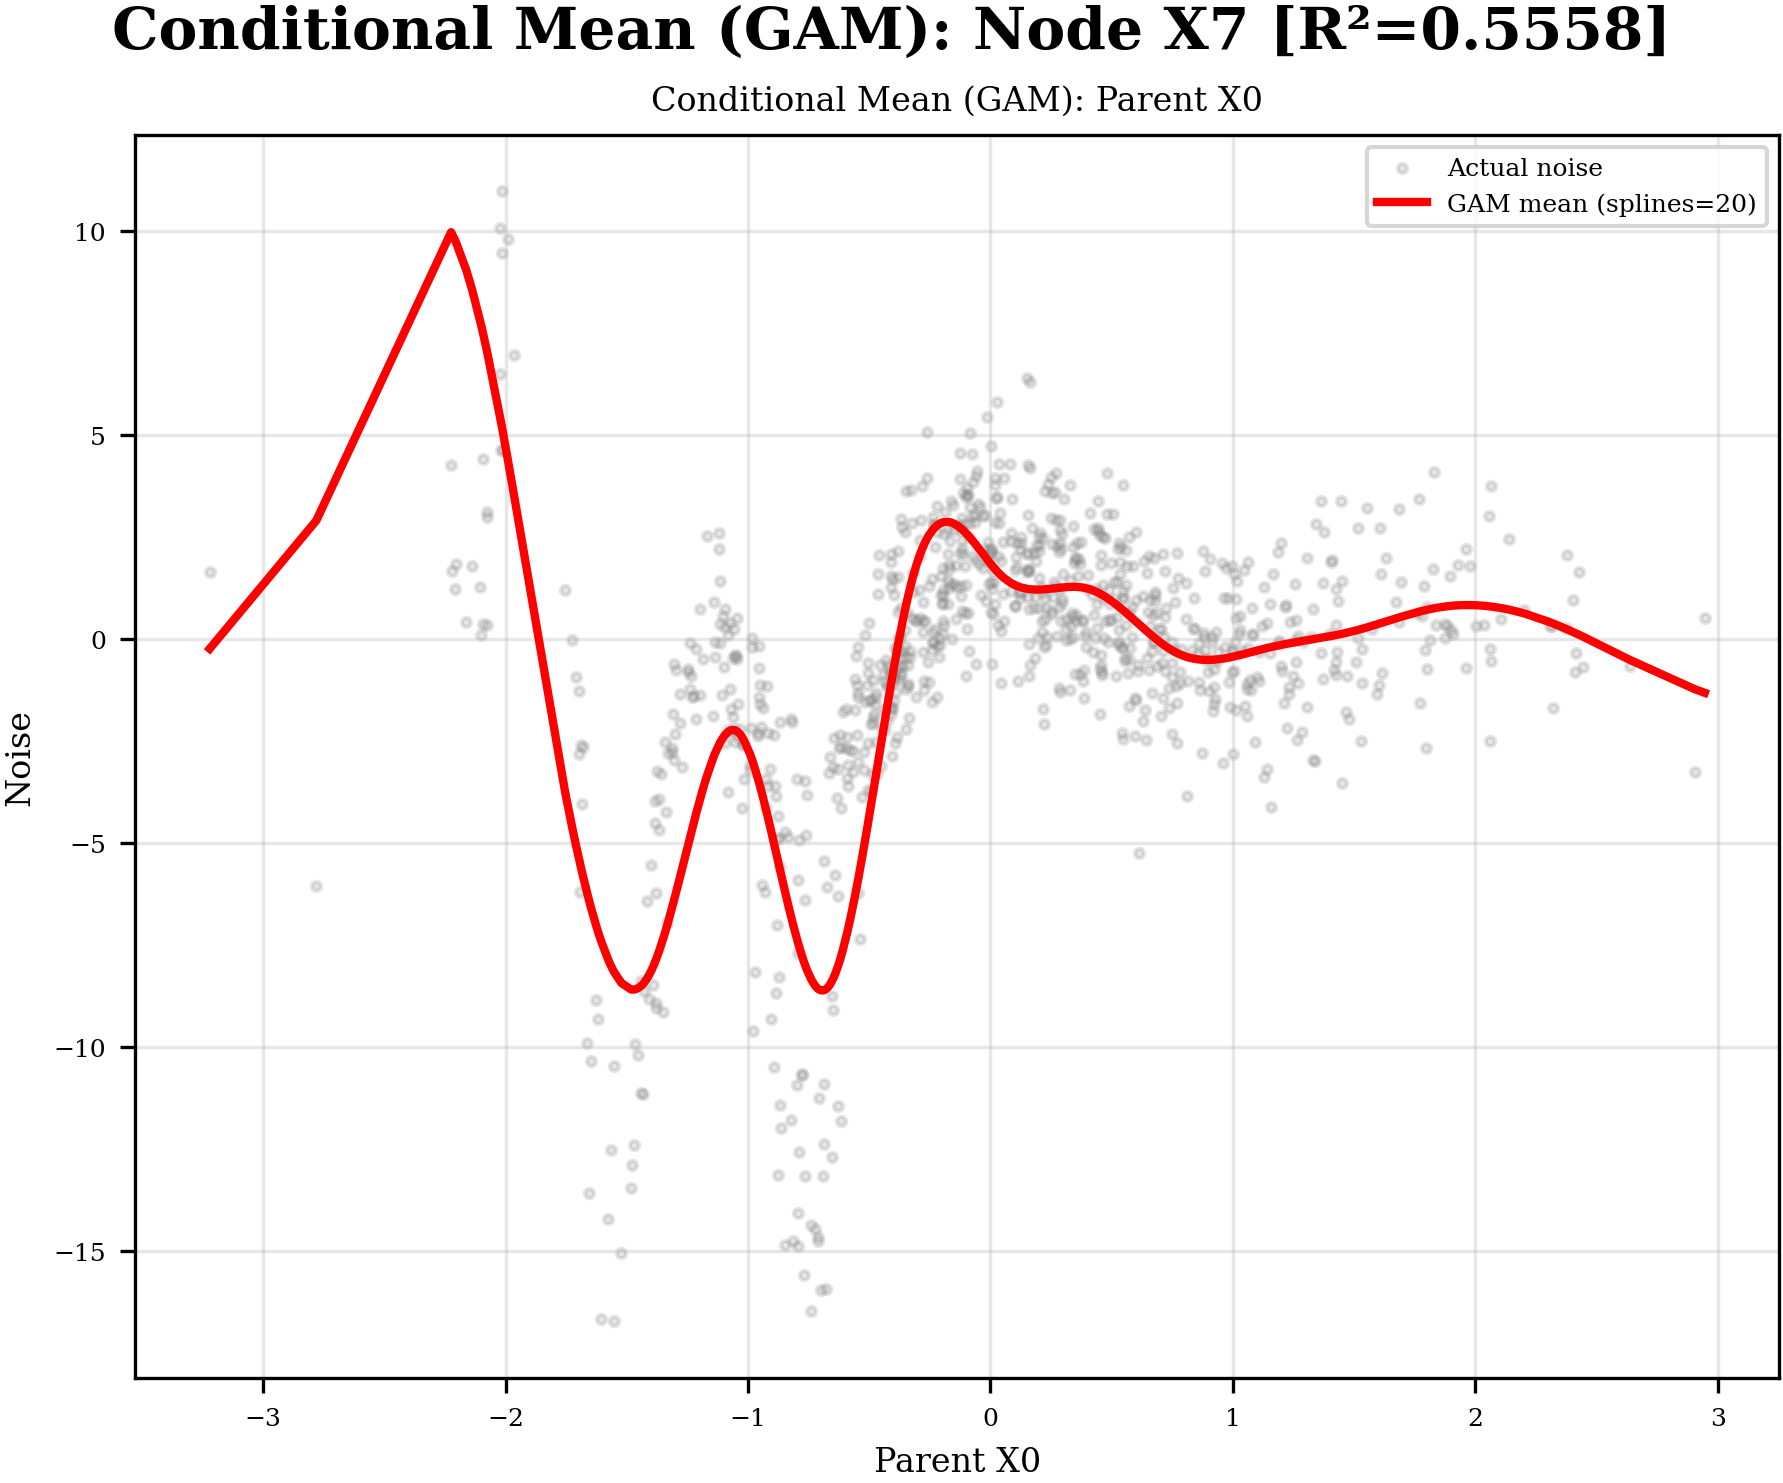 Conditional Mean (GAM): Node X7 [R²=0.5558]
Conditional Mean (GAM): Parent X0
Actual noise
GAM mean (splines=20)
10
5
0
−5
−10
−15
Noise
−3
−2
−1
0
1
2
3
Parent X0